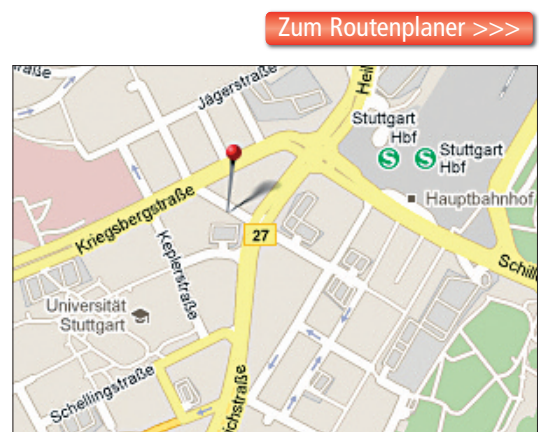 Zum Routenplaner >>>
Jägerstraße
Stuttgart
Hbf
Stuttgart
Hbf
Hauptbahnhof
Kriegsbergstraße
27
Keplerstraße
Universität
Stuttgart
Schellingstraße